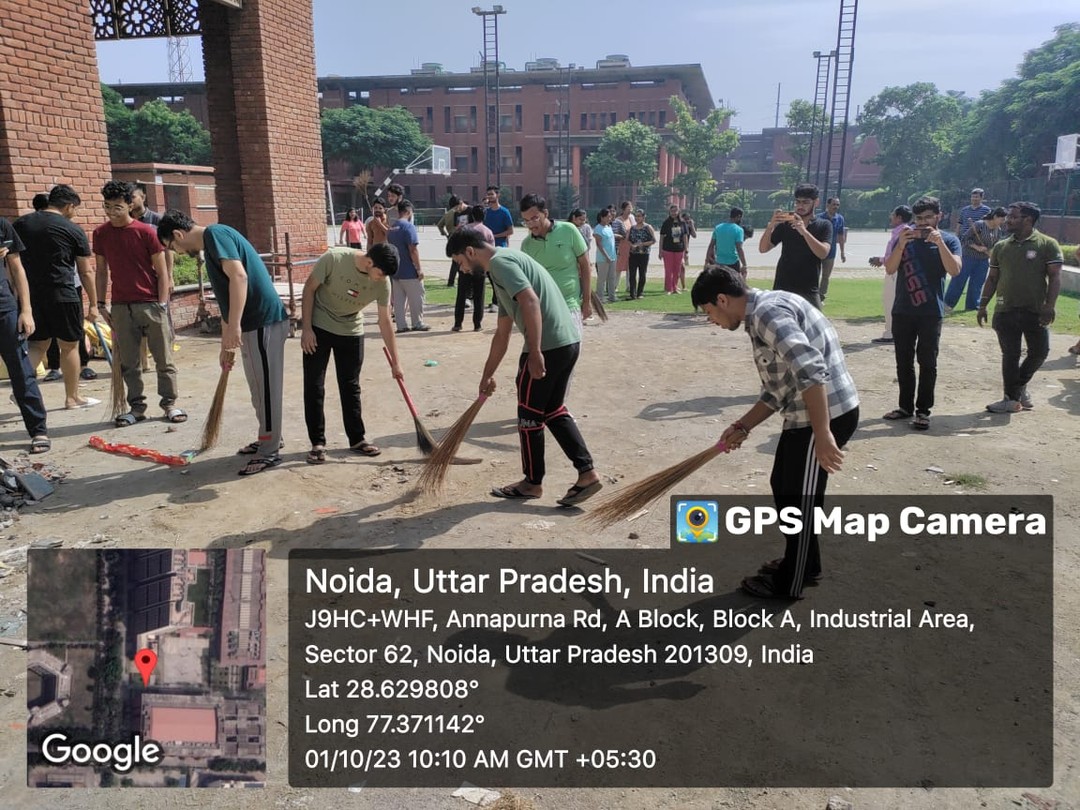 GPS Map Camera
Noida, Uttar Pradesh, India
J9HC+WHF, Annapurna Rd, A Block, Block A, Industrial Area,
Sector 62, Noida, Uttar Pradesh 201309, India
Lat 28.629808°
Long 77.371142°
01/10/23 10:10 AM GMT +05:30
Google